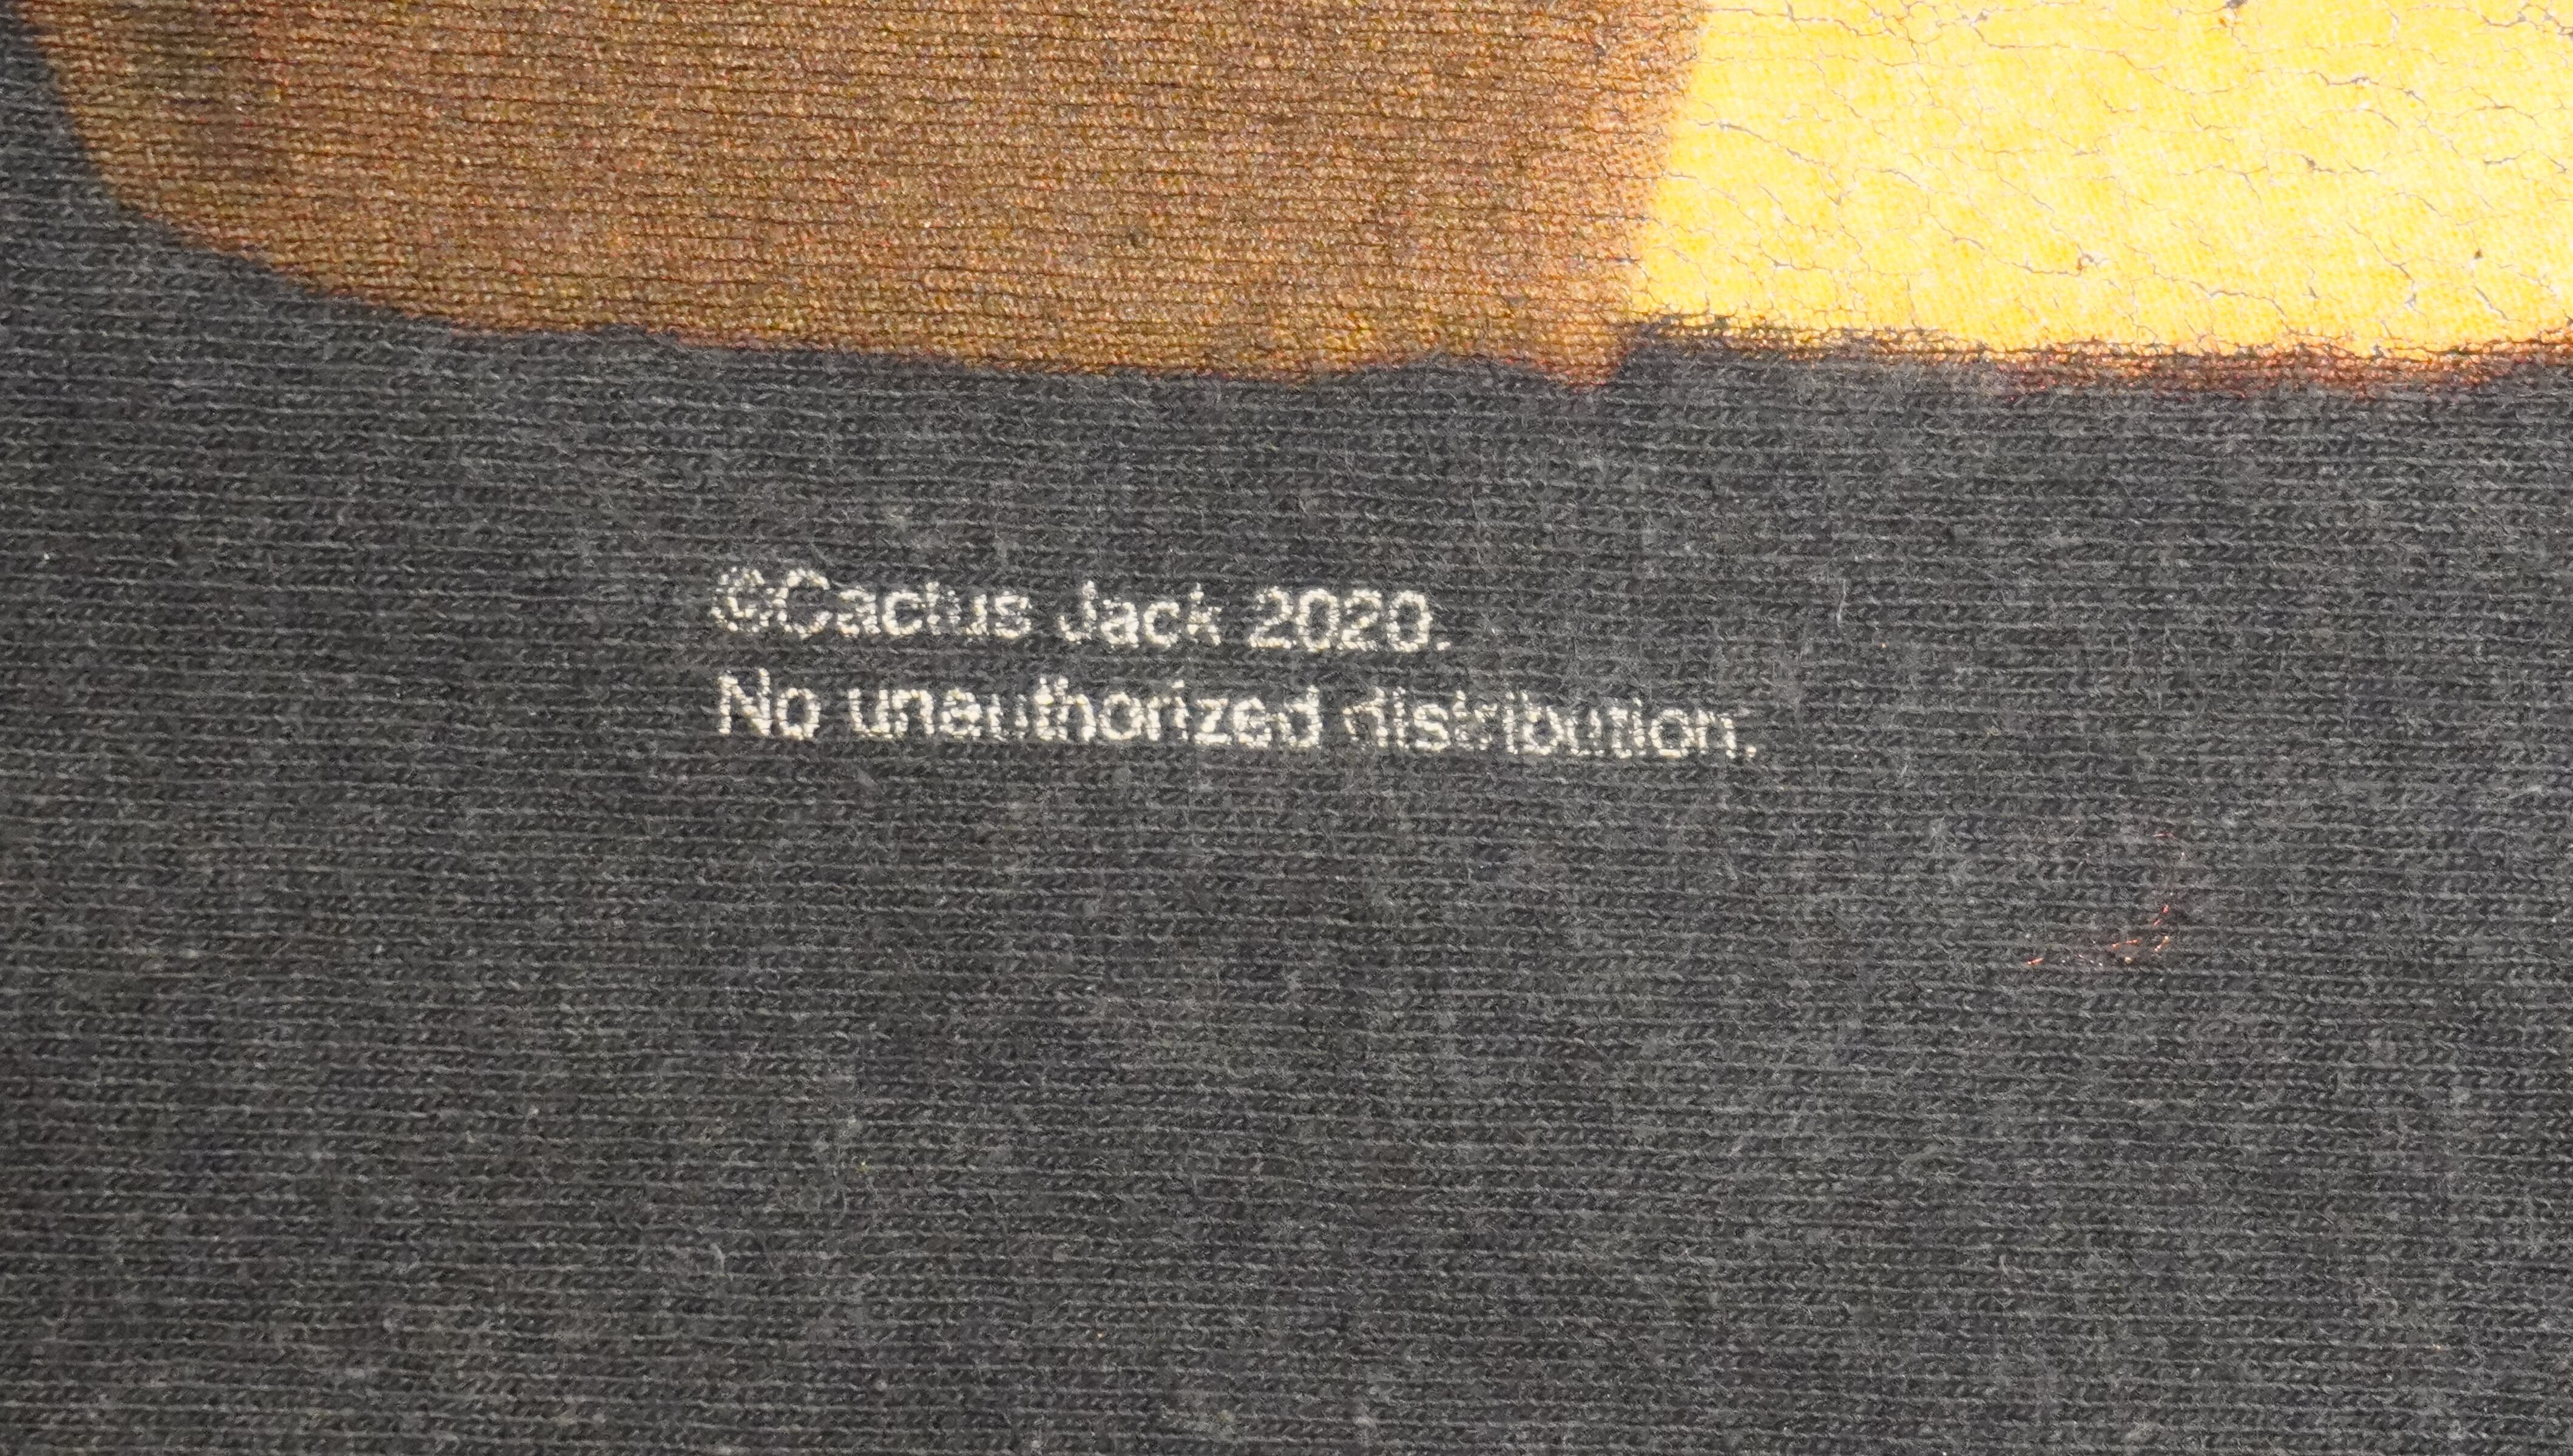 ©Cactus Jack 2020.
No unauthorized distribution.